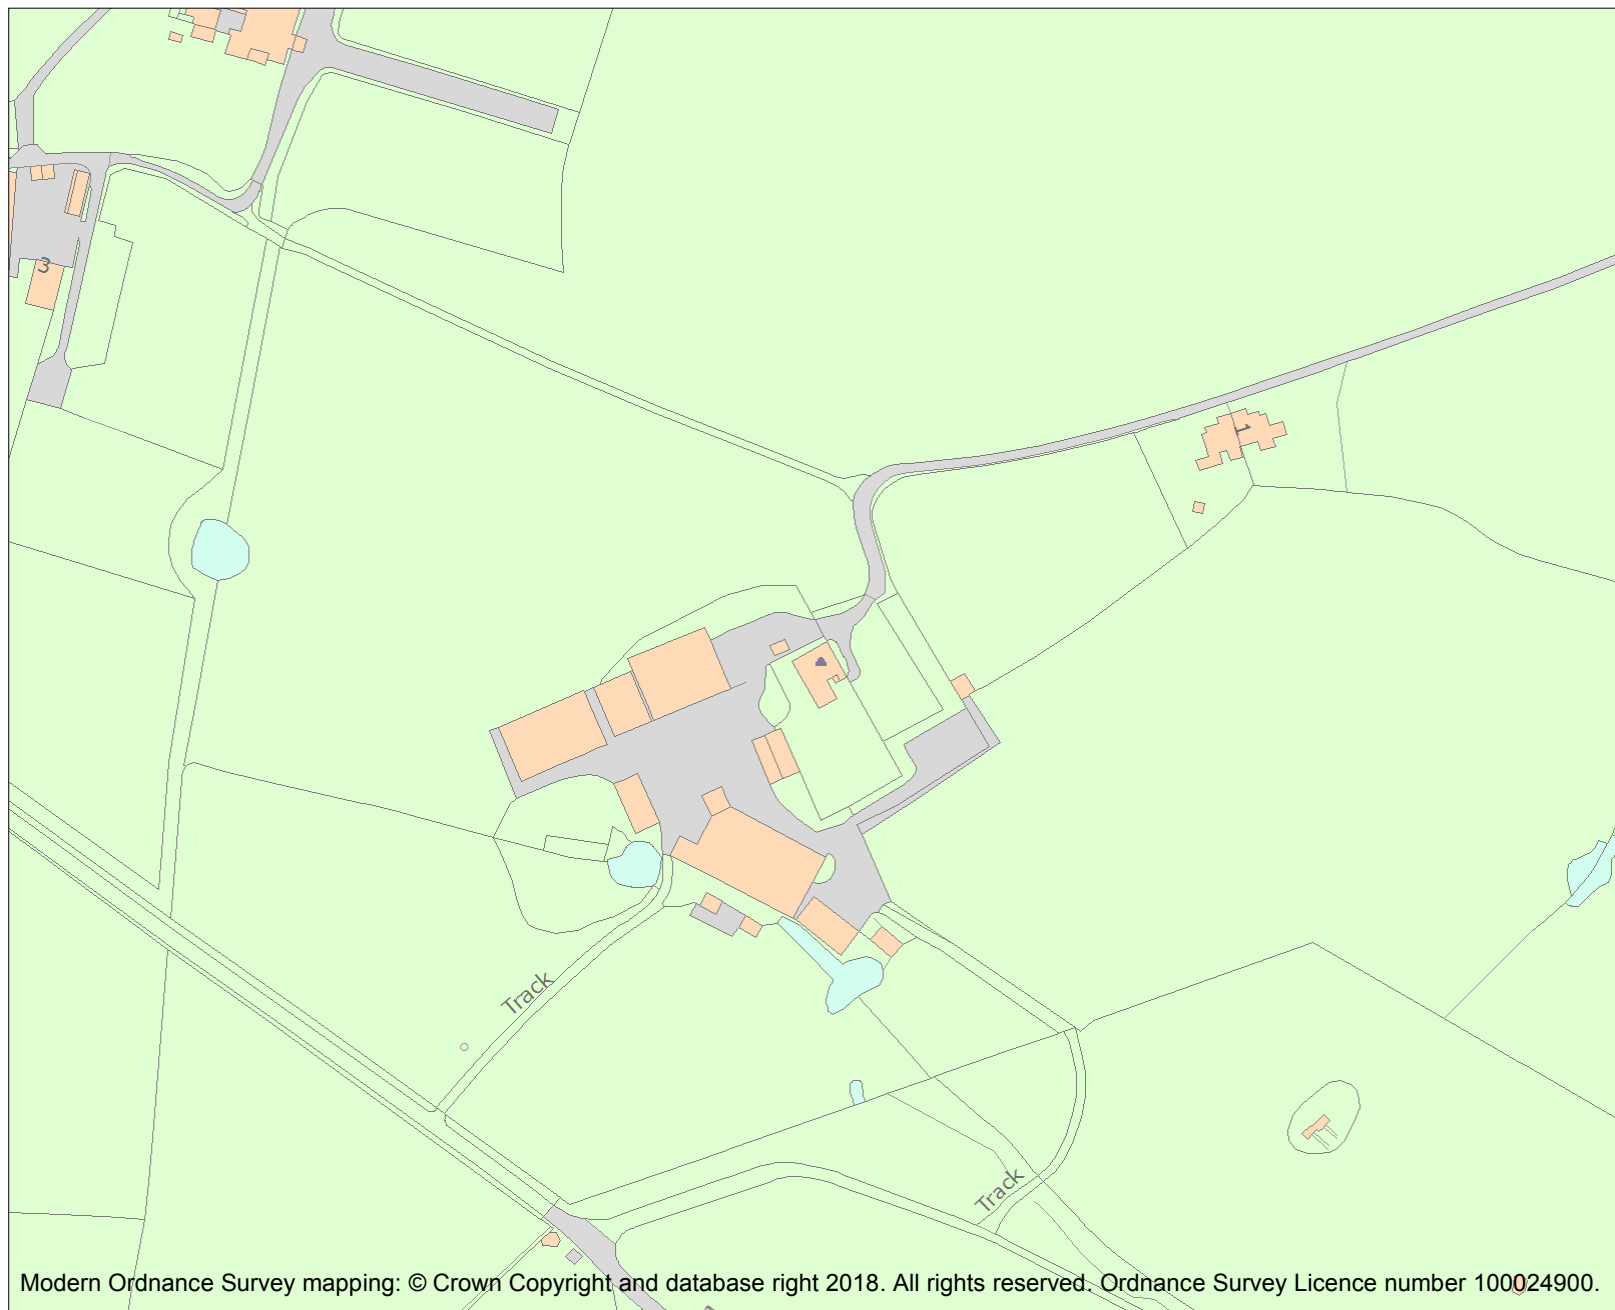 3
1
Track
Track
Modern Ordnance Survey mapping: © Crown Copyright and database right 2018. All rights reserved. Ordnance Survey Licence number 100024900.